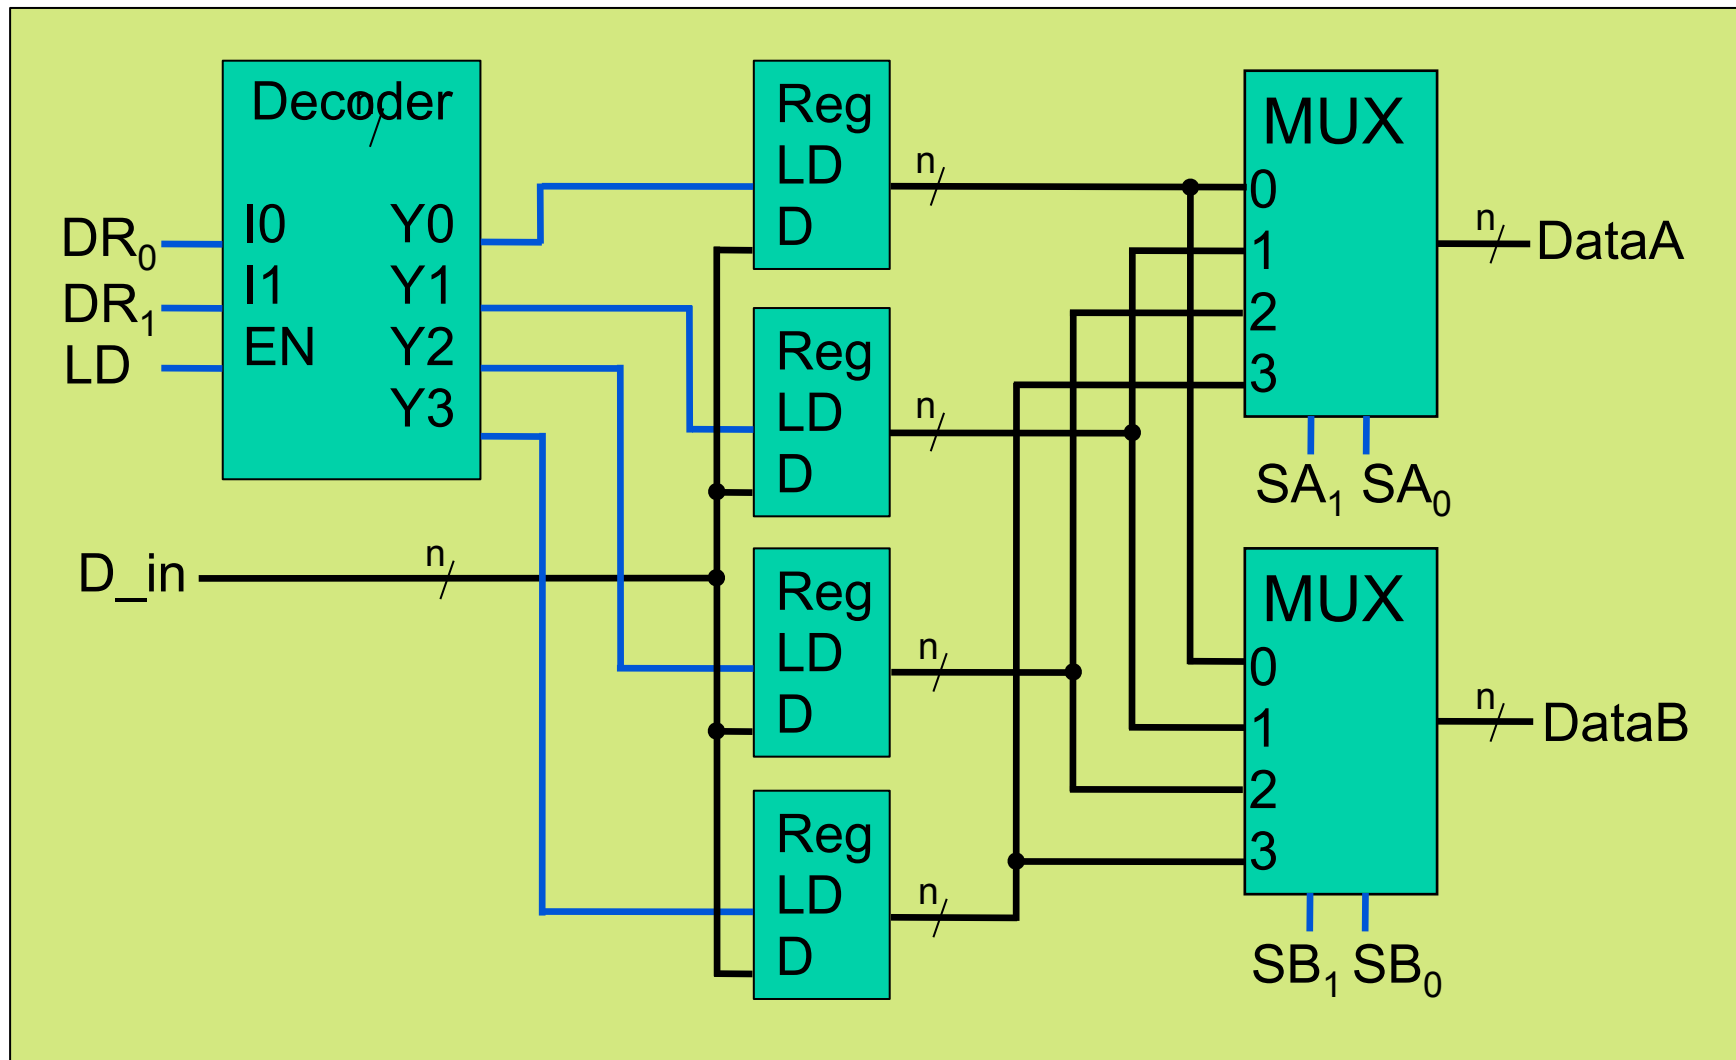 Decoder
n
I0
I1
EN
Y0
Y1
Y2
Y3
DR0
DR1
LD
D_in
n
Reg
LD
D
n
Reg
LD
D
n
Reg
LD
D
n
Reg
LD
D
n
MUX
0
1
2
3
SA1 SA0
n
DataA
MUX
0
1
2
3
SB1 SB0
n
DataB